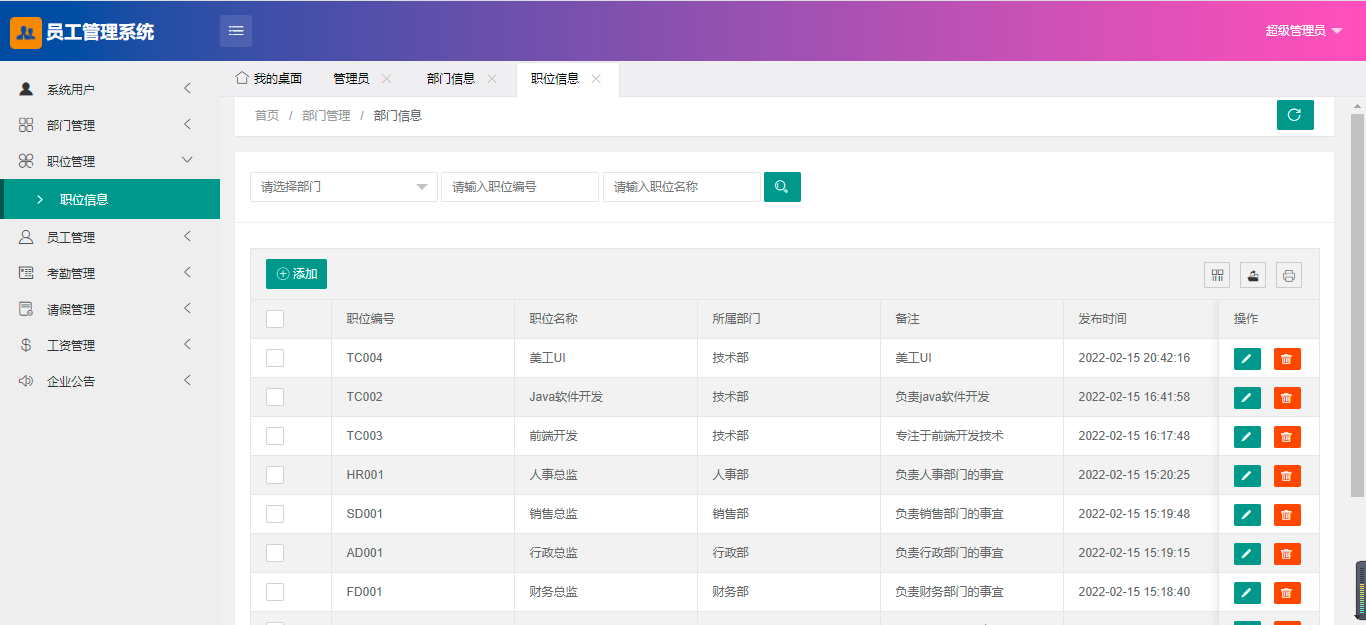 员工管理系统
超级管理员
系统用户
部门管理
职位管理
职位信息
员工管理
考勤管理
请假管理
工资管理
企业公告
我的桌面 管理员 部门信息 职位信息
首页 / 部门管理 / 部门信息
请选择部门 请输入职位编号 请输入职位名称
添加
职位编号 职位名称 所属部门 备注 发布时间 操作
TC004 美工UI 技术部 美工UI 2022-02-15 20:42:16
TC002 Java软件开发 技术部 负责java软件开发 2022-02-15 16:41:58
TC003 前端开发 技术部 专注于前端开发技术 2022-02-15 16:17:48
HR001 人事总监 人事部 负责人事部门的事宜 2022-02-15 15:20:25
SD001 销售总监 销售部 负责销售部门的事宜 2022-02-15 15:19:48
AD001 行政总监 行政部 负责行政部门的事宜 2022-02-15 15:19:15
FD001 财务总监 财务部 负责财务部门的事宜 2022-02-15 15:18:40